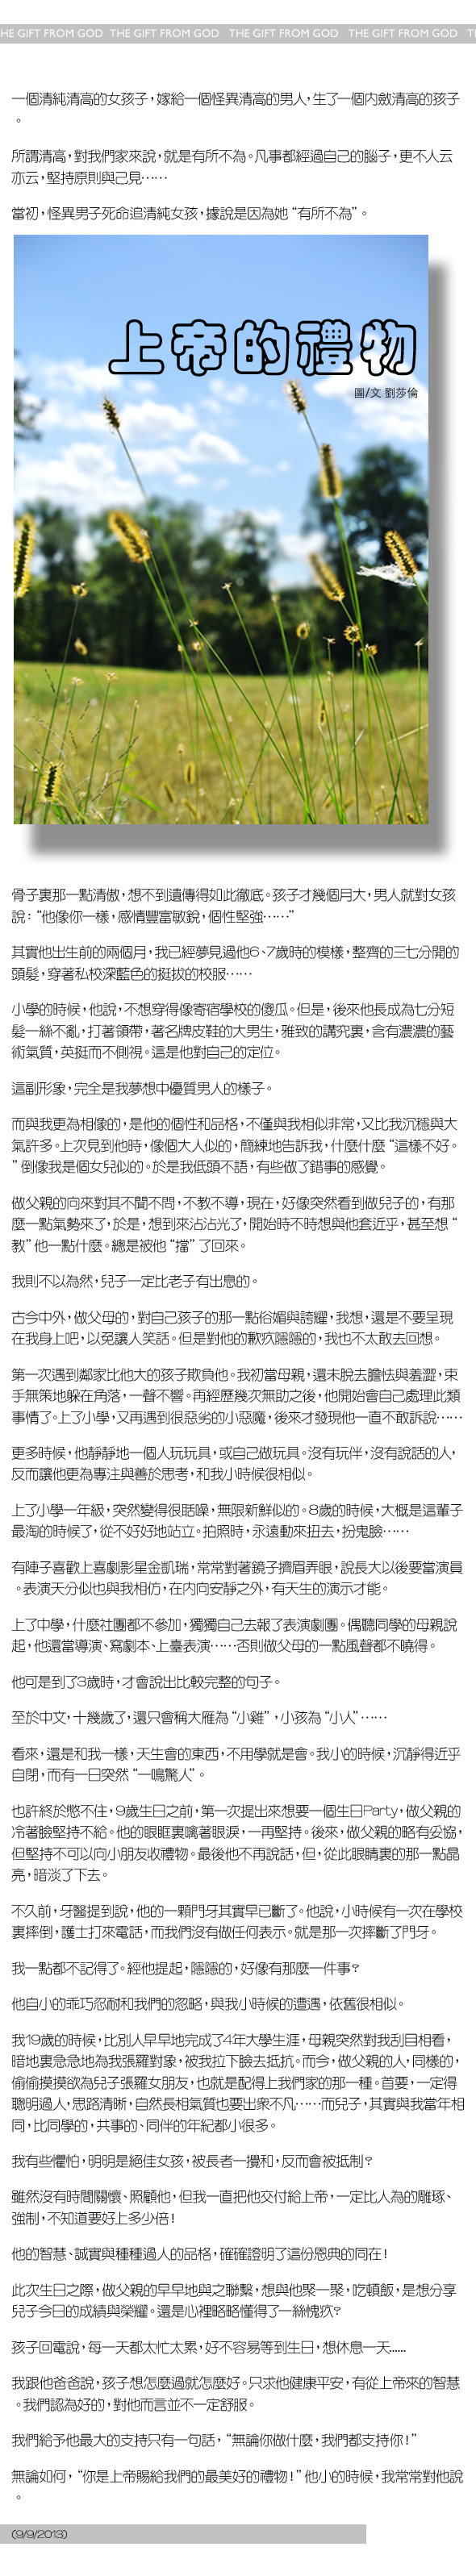 THE GIFT FROM GOD THE GIFT FROM GOD THE GIFT FROM GOD THE GIFT FROM GOD
一個清純清高的女孩子，嫁給一個怪異清高的男人，生了一個內斂清高的孩子
。
所謂清高，對我們家來說，就是有所不為。凡事都經過自己的腦子，更不人云
亦云，堅持原則與己見……
當初，怪異男子死命追清純女孩，據說是因為她“有所不為”。
上帝的禮物
圖/文 劉莎倫
骨子裏那一點清傲，想不到遺傳得如此徹底。孩子才幾個月大，男人就對女孩
說：“他像你一樣，感情豐富敏銳，個性堅強……”
其實他出生前的兩個月，我已經夢見過他6、7歲時的模樣，整齊的三七分開的
頭髮，穿著私校深藍色的挺拔的校服……
小學的時候，他說，不想穿得像寄宿學校的傻瓜。但是，後來他長成為七分短
髮一絲不亂，打著領帶，著名牌皮鞋的大男生，雅致的講究裏，含有濃濃的藝
術氣質，英挺而不側視。這是他對自己的定位。
這副形象，完全是我夢想中優質男人的樣子。
而與我更為相像的，是他的個性和品格，不僅與我相似非常，又比我沉穩與大
氣許多。上次見到他時，像個大人似的，簡練地告訴我，什麼什麼“這樣不好。
”倒像我是個女兒似的。於是我低頭不語，有些做了錯事的感覺。
做父親的向來對其不聞不問，不教不導，現在，好像突然看到做兒子的，有那
麼一點氣勢來了，於是，想到來沾沾光了，開始時不時想與他套近乎，甚至想“
教”他一點什麼。總是被他“擋”了回來。
我則不以為然，兒子一定比老子有出息的。
古今中外，做父母的，對自己孩子的那一點俗媚與誇耀，我想，還是不要呈現
在我身上吧，以免讓人笑話。但是對他的歉疚隱隱的，我也不太敢去回想。
第一次遇到鄰家比他大的孩子欺負他。我初當母親，還未脫去膽怯與羞澀，束
手無策地躲在角落，一聲不響。再經歷幾次無助之後，他開始會自己處理此類
事情了。上了小學，又再遇到很惡劣的小惡魔，後來才發現他一直不敢訴說……
更多時候，他靜靜地一個人玩玩具，或自己做玩具。沒有玩伴，沒有說話的人，
反而讓他更為專注與善於思考，和我小時候很相似。
上了小學一年級，突然變得很聒噪，無限新鮮似的。8歲的時候，大概是這輩子
最淘的時候了，從不好好地站立。拍照時，永遠動來扭去，扮鬼臉……
有陣子喜歡上喜劇影星金凱瑞，常常對著鏡子擠眉弄眼，說長大以後要當演員
。表演天分似也與我相仿，在內向安靜之外，有天生的演示才能。
上了中學，什麼社團都不參加，獨獨自己去報了表演劇團。偶聽同學的母親說
起，他還當導演、寫劇本、上臺表演……否則做父母的一點風聲都不曉得。
他可是到了3歲時，才會說出比較完整的句子。
至於中文，十幾歲了，還只會稱大雁為“小雞”，小孩為“小人”……
看來，還是和我一樣，天生會的東西，不用學就是會。我小的時候，沉靜得近乎
自閉，而有一日突然“一鳴驚人”。
也許終於憋不住，9歲生日之前，第一次提出來想要一個生日Party，做父親的
冷著臉堅持不給。他的眼眶裏噙著眼淚，一再堅持。後來，做父親的略有妥協，
但堅持不可以向小朋友收禮物。最後他不再說話，但，從此眼睛裏的那一點晶
亮，暗淡了下去。
不久前，牙醫提到說，他的一顆門牙其實早已斷了。他說，小時候有一次在學校
裏摔倒，護士打來電話，而我們沒有做任何表示。就是那一次摔斷了門牙。
我一點都不記得了。經他提起，隱隱的，好像有那麼一件事？
他自小的乖巧忍耐和我們的忽略，與我小時候的遭遇，依舊很相似。
我19歲的時候，比別人早早地完成了4年大學生涯，母親突然對我刮目相看，
暗地裏急急地為我張羅對象，被我拉下臉去抵抗。而今，做父親的人，同樣的，
偷偷摸摸欲為兒子張羅女朋友，也就是配得上我們家的那一種。首要，一定得
聰明過人，思路清晰，自然長相氣質也要出衆不凡……而兒子，其實與我當年相
同，比同學的，共事的、同伴的年紀都小很多。
我有些懼怕，明明是絕佳女孩，被長者一攪和，反而會被抵制？
雖然沒有時間關懷、照顧他，但我一直把他交付給上帝，一定比人為的雕琢、
強制，不知道要好上多少倍！
他的智慧、誠實與種種過人的品格，確確證明了這份恩典的同在！
此次生日之際，做父親的早早地與之聯繫，想與他聚一聚，吃頓飯，是想分享
兒子今日的成績與榮耀。還是心裡略略懂得了一絲愧疚？
孩子回電說，每一天都太忙太累，好不容易等到生日，想休息一天......
我跟他爸爸說，孩子想怎麼過就怎麼好。只求他健康平安，有從上帝來的智慧
。我們認為好的，對他而言並不一定舒服。
我們給予他最大的支持只有一句話，“無論你做什麼，我們都支持你！”
無論如何，“你是上帝賜給我們的最美好的禮物！”他小的時候，我常常對他說
。
(9/9/2013)